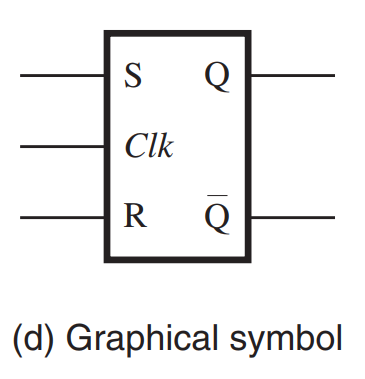 S Q
Clk
R Q̅
(d) Graphical symbol